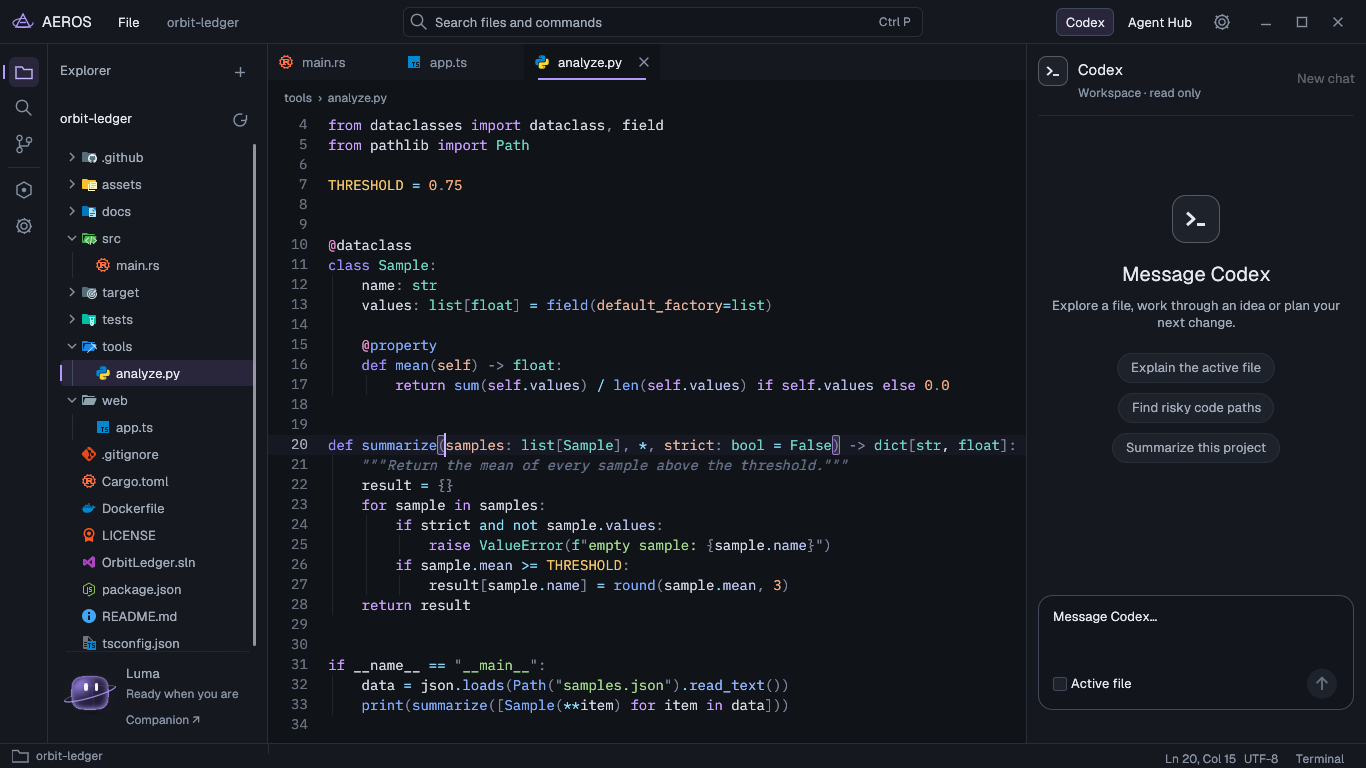 AEROS File orbit-ledger Search files and commands Ctrl P Codex Agent Hub
Explorer
orbit-ledger
.github
assets
docs
src
main.rs
target
tests
tools
analyze.py
web
app.ts
.gitignore
Cargo.toml
Dockerfile
LICENSE
OrbitLedger.sln
package.json
README.md
tsconfig.json
Luma
Ready when you are
Companion ↗
main.rs app.ts analyze.py
tools › analyze.py
4 from dataclasses import dataclass, field
5 from pathlib import Path
6
7 THRESHOLD = 0.75
8
9
10 @dataclass
11 class Sample:
12 name: str
13 values: list[float] = field(default_factory=list)
14
15 @property
16 def mean(self) -> float:
17 return sum(self.values) / len(self.values) if self.values else 0.0
18
19
20 def summarize(samples: list[Sample], *, strict: bool = False) -> dict[str, float]:
21 """Return the mean of every sample above the threshold."""
22 result = {}
23 for sample in samples:
24 if strict and not sample.values:
25 raise ValueError(f"empty sample: {sample.name}")
26 if sample.mean >= THRESHOLD:
27 result[sample.name] = round(sample.mean, 3)
28 return result
29
30
31 if __name__ == "__main__":
32 data = json.loads(Path("samples.json").read_text())
33 print(summarize([Sample(**item) for item in data]))
34
Codex
Workspace · read only
New chat
Message Codex
Explore a file, work through an idea or plan your
next change.
Explain the active file
Find risky code paths
Summarize this project
Message Codex…
Active file
orbit-ledger
Ln 20, Col 15 UTF-8 Terminal